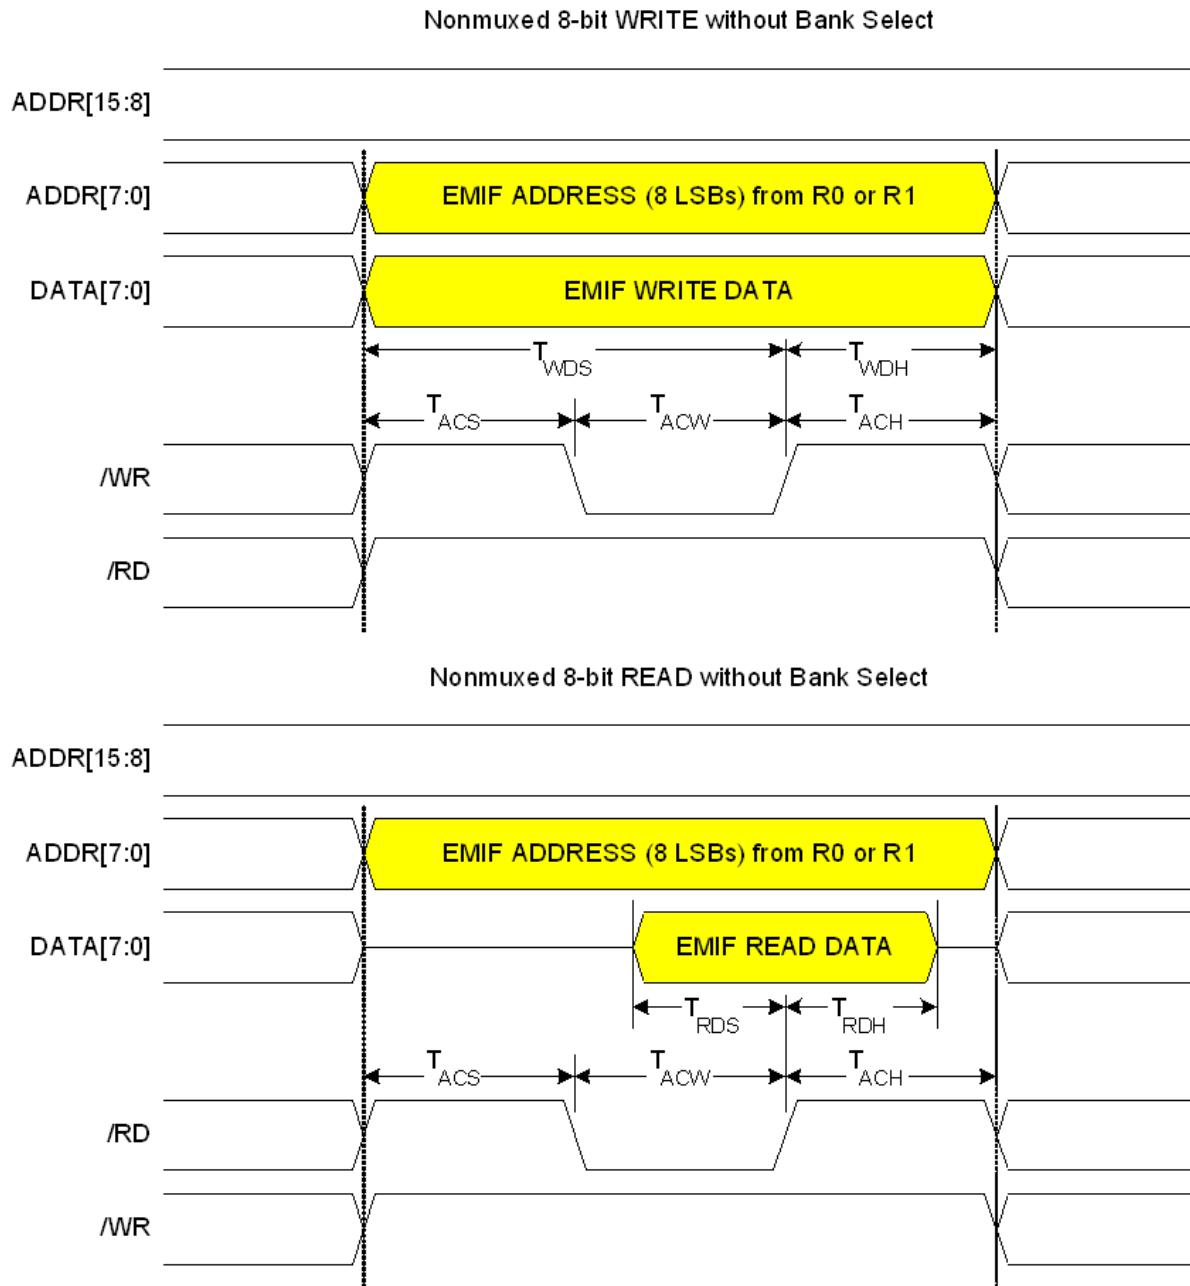 Nonmuxed 8-bit WRITE without Bank Select
ADDR[15:8]
ADDR[7:0]
EMIF ADDRESS (8 LSBs) from R0 or R1
DATA[7:0]
EMIF WRITE DATA
TWDS TWDH
TACS TACW TACH
/WR
/RD
Nonmuxed 8-bit READ without Bank Select
ADDR[15:8]
ADDR[7:0]
EMIF ADDRESS (8 LSBs) from R0 or R1
DATA[7:0]
EMIF READ DATA
TRDS TRDH
TACS TACW TACH
/RD
/WR